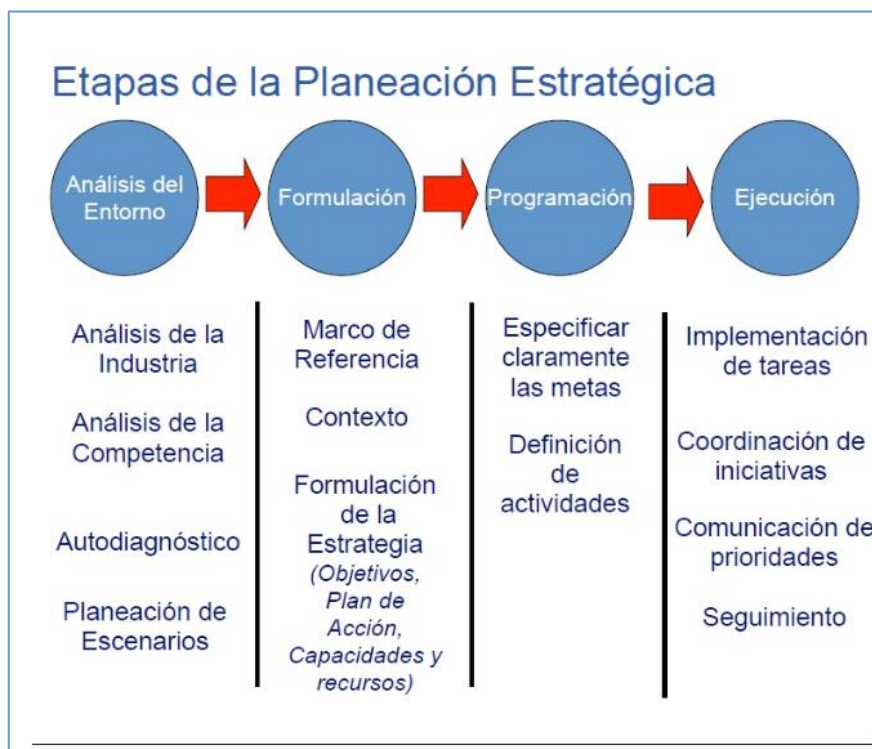 Etapas de la Planeación Estratégica
Análisis del
Entorno
Formulación
Programación
Ejecución
Análisis de la
Industria
Análisis de la
Competencia
Autodiagnóstico
Planeación de
Escenarios
Marco de
Referencia
Contexto
Formulación
de la
Estrategia
(Objetivos,
Plan de
Acción,
Capacidades y
recursos)
Especificar
claramente
las metas
Definición
de
actividades
Implementación
de tareas
Coordinación de
iniciativas
Comunicación de
prioridades
Seguimiento